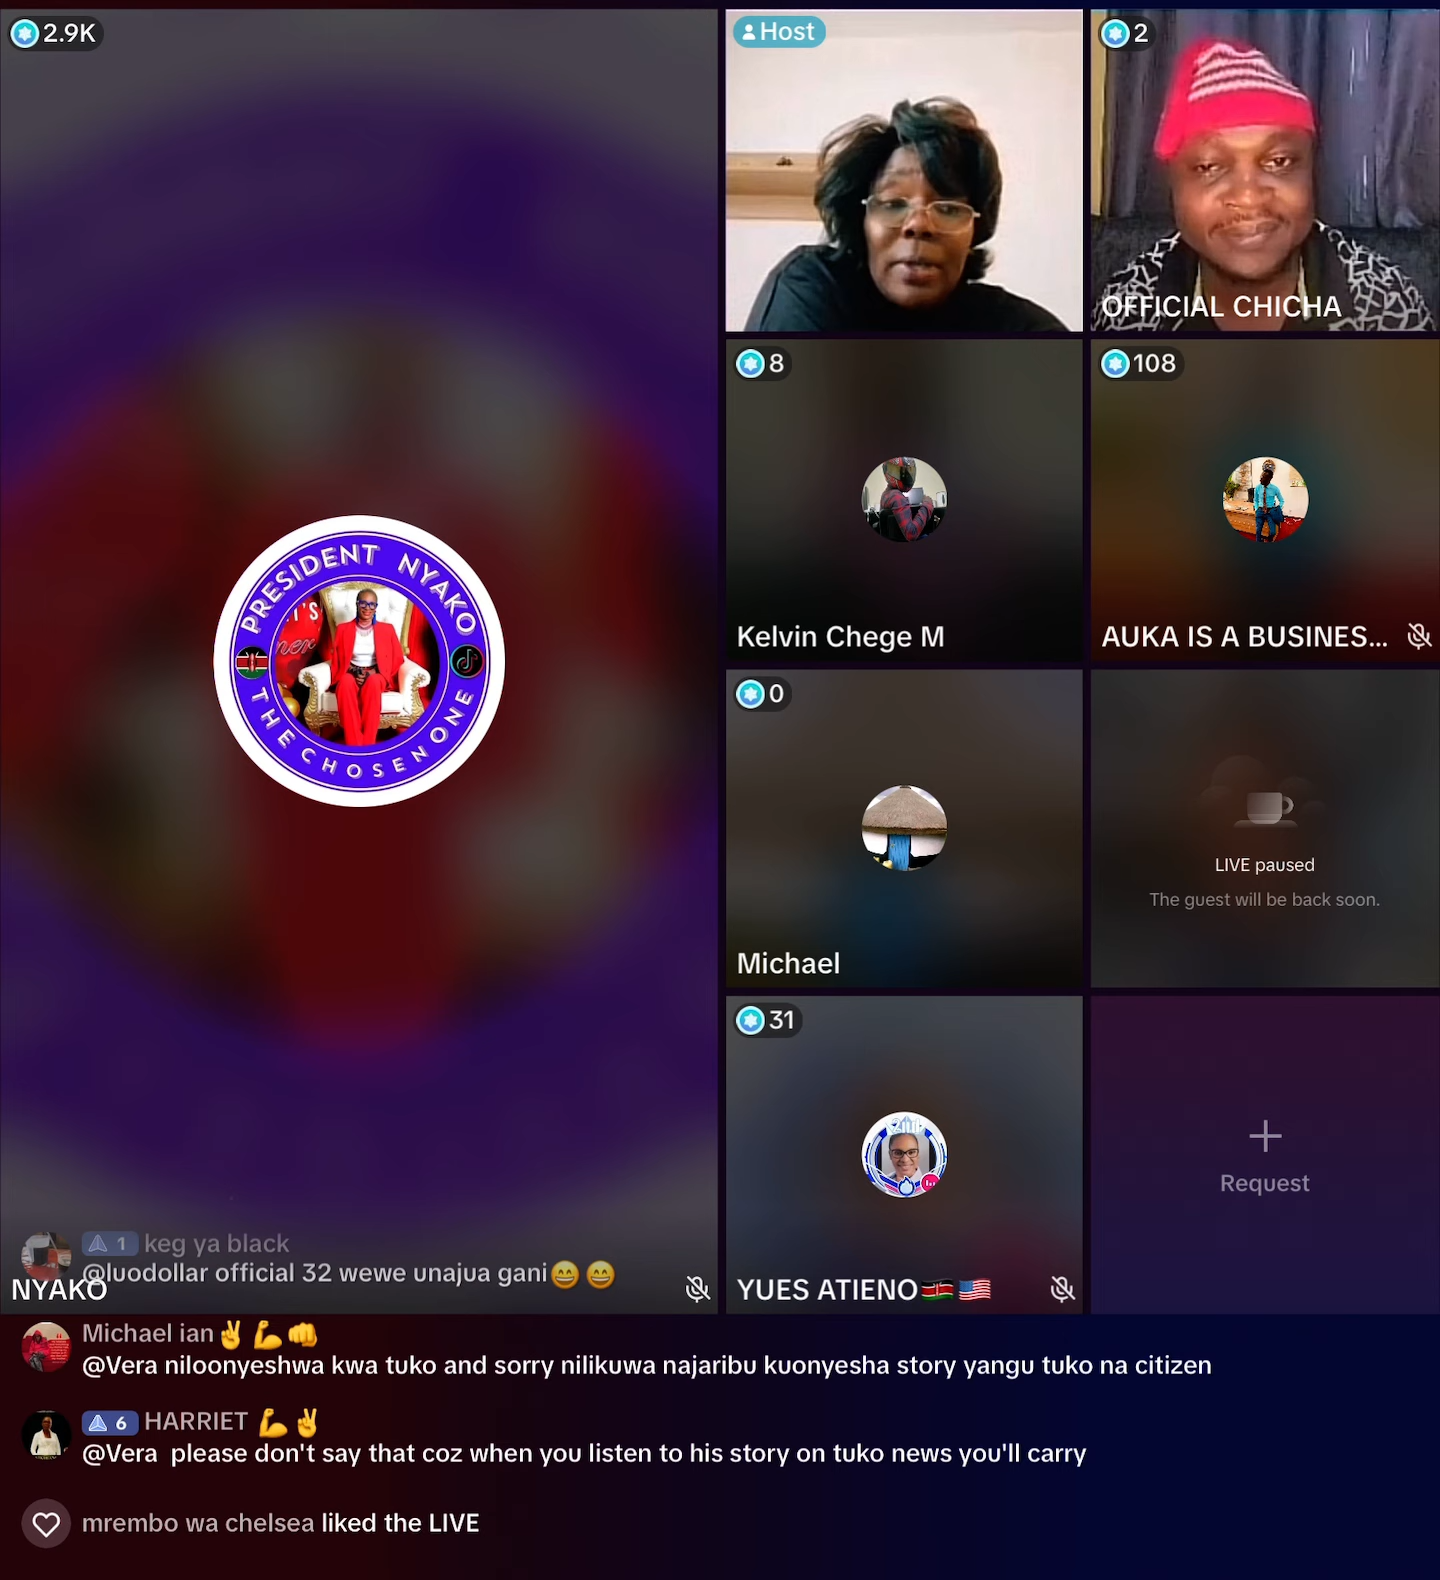 2.9K
PRESIDENT NYAKO
THE CHOSEN ONE
Host
2
OFFICIAL CHICHA
8
Kelvin Chege M
108
AUKA IS A BUSINES...
0
Michael
LIVE paused
The guest will be back soon.
31
YUES ATIENO🇰🇪🇺🇸
Request
1 keg ya black
@luodollar official 32 wewe unajua gani😄 😄
NYAKO
Michael ian✌️💪👊
@Vera niloonyeshwa kwa tuko and sorry nilikuwa najaribu kuonyesha story yangu tuko na citizen
6 HARRIET 💪✌️
@Vera please don't say that coz when you listen to his story on tuko news you'll carry
mrembo wa chelsea liked the LIVE